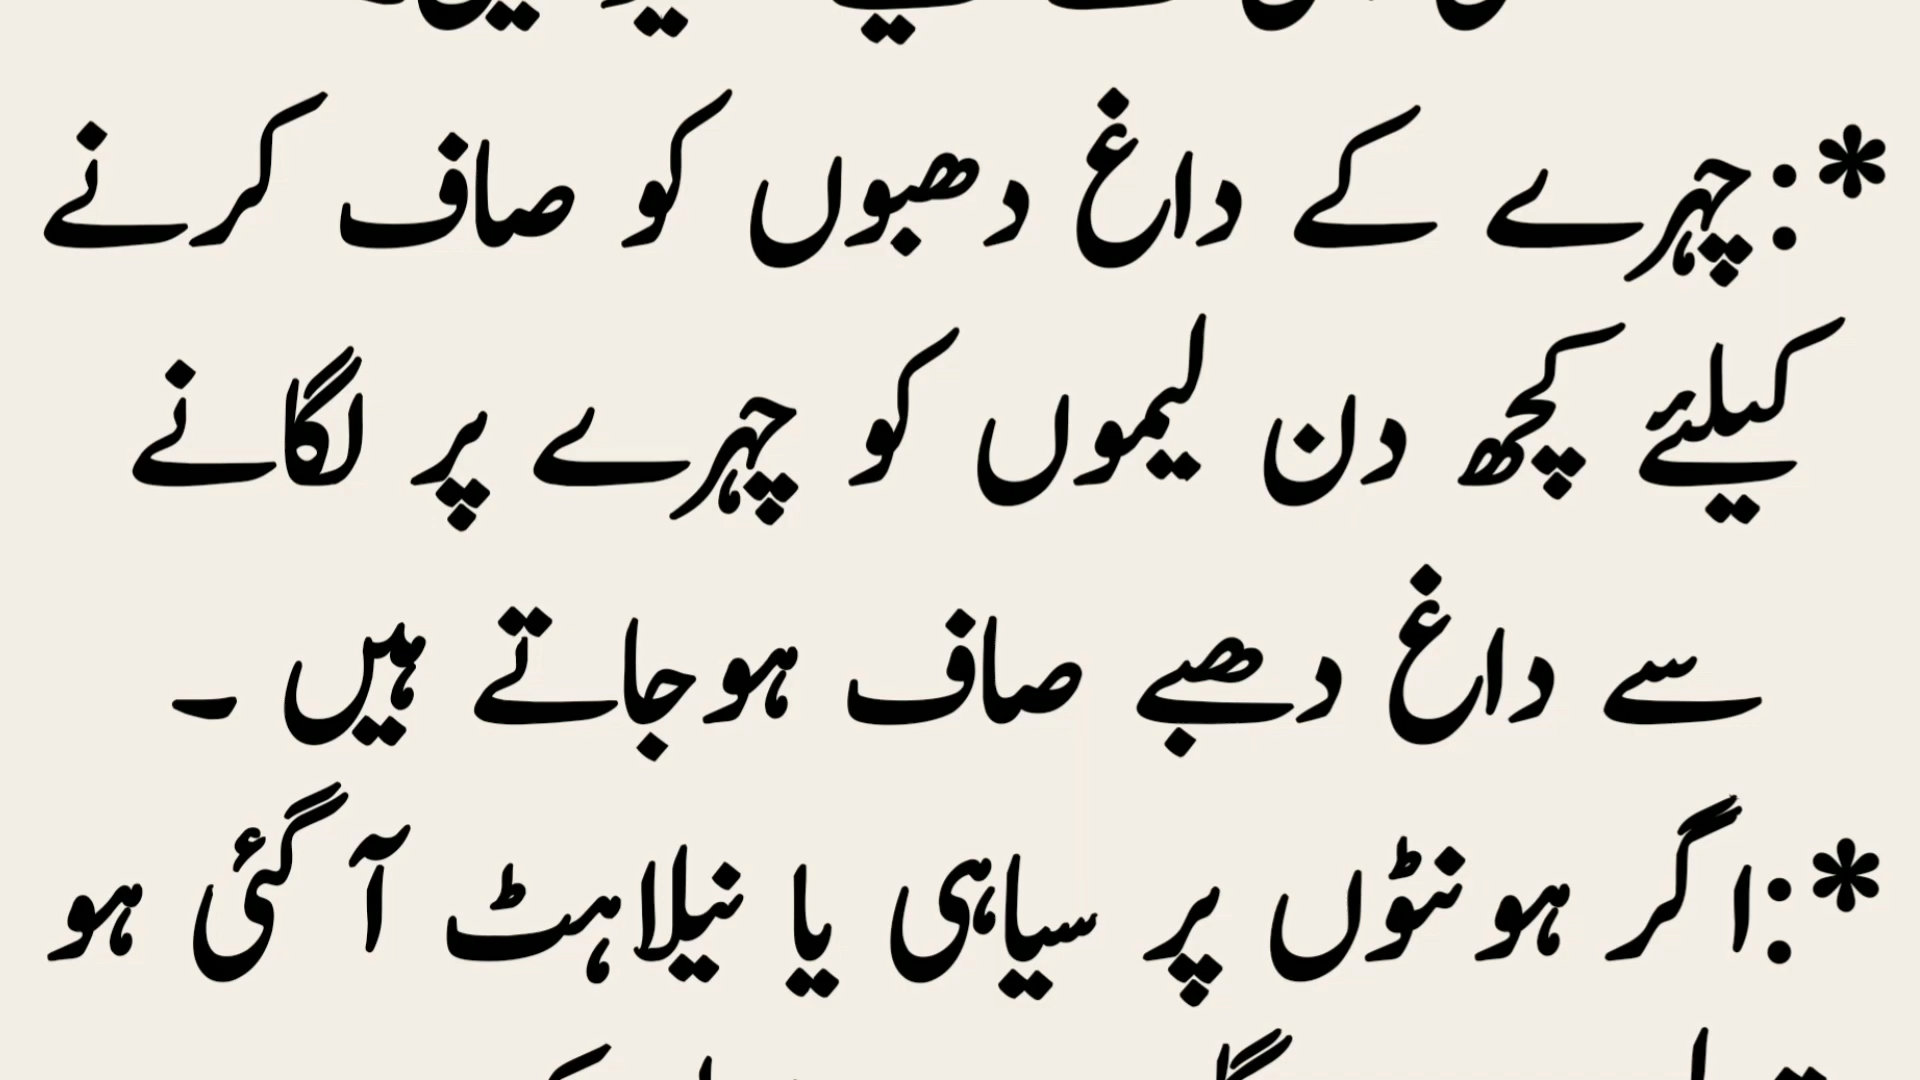 *:چہرے کے داغ دھبوں کو صاف کرنے
کیلئے کچھ دن لیموں کو چہرے پر لگانے
سے داغ دھبے صاف ہوجاتے ہیں ۔
*:اگر ہونٹوں پر سیاہی یا نیلاہٹ آ گئی ہو